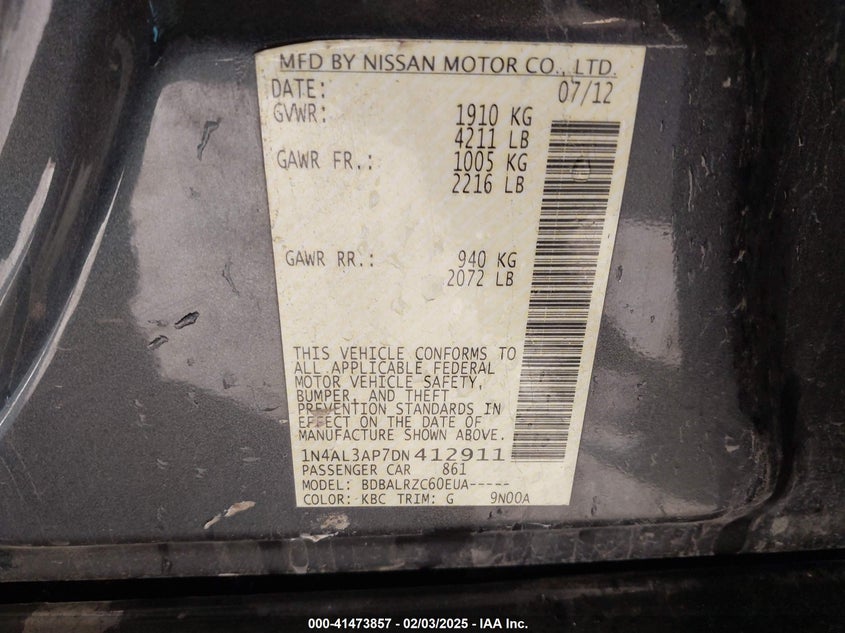 MFD BY NISSAN MOTOR CO., LTD.
DATE: 07/12
GVWR: 1910 KG
4211 LB
GAWR FR.: 1005 KG
2216 LB
GAWR RR.: 940 KG
2072 LB
THIS VEHICLE CONFORMS TO
ALL APPLICABLE FEDERAL
MOTOR VEHICLE SAFETY,
BUMPER, AND THEFT
PREVENTION STANDARDS IN
EFFECT ON THE DATE OF
MANUFACTURE SHOWN ABOVE.
1N4AL3AP7DN412911
PASSENGER CAR 861
MODEL: BDBALRZC60EUA-----
COLOR: KBC TRIM: G 9N00A
000-41473857 - 02/03/2025 - IAA Inc.